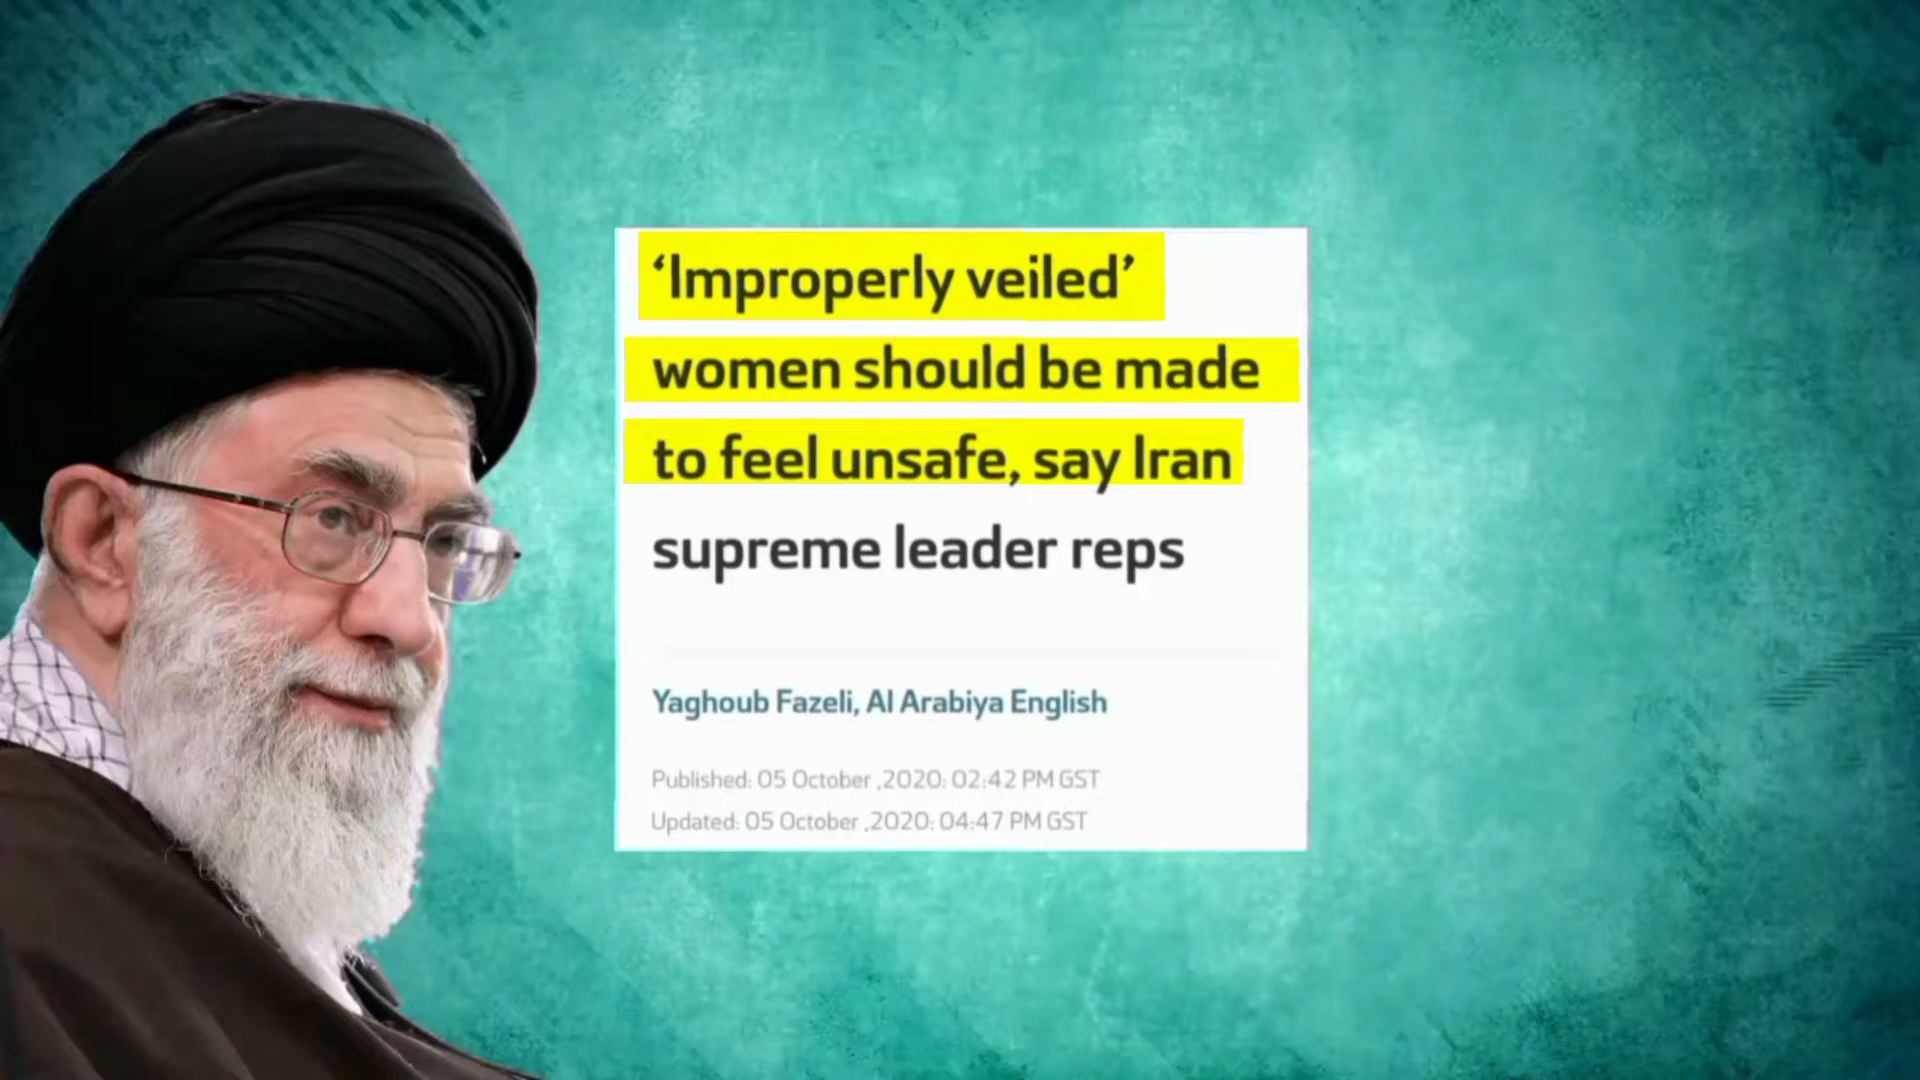 ‘Improperly veiled’
women should be made
to feel unsafe, say Iran
supreme leader reps
Yaghoub Fazeli, Al Arabiya English
Published: 05 October ,2020: 02:42 PM GST
Updated: 05 October ,2020: 04:47 PM GST